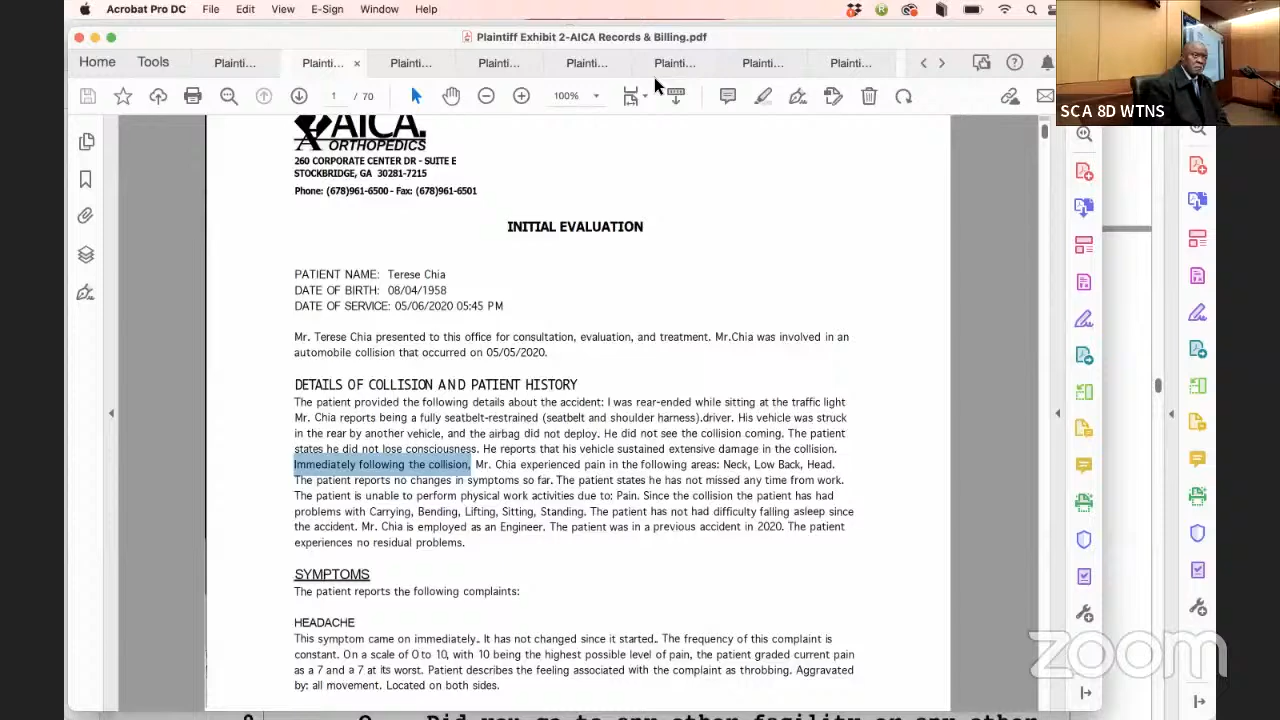 Acrobat Pro DC File Edit View E-Sign Window Help
Plaintiff Exhibit 2-AICA Records & Billing.pdf
Home Tools Plainti... Plainti... × Plainti... Plainti... Plainti... Plainti... Plainti... Plainti...
1 / 70 100%
SCA 8D WTNS
AICA.
ORTHOPEDICS
260 CORPORATE CENTER DR - SUITE E
STOCKBRIDGE, GA 30281-7215
Phone: (678)961-6500 - Fax: (678)961-6501
INITIAL EVALUATION
PATIENT NAME: Terese Chia
DATE OF BIRTH: 08/04/1958
DATE OF SERVICE: 05/06/2020 05:45 PM
Mr. Terese Chia presented to this office for consultation, evaluation, and treatment. Mr.Chia was involved in an
automobile collision that occurred on 05/05/2020.
DETAILS OF COLLISION AND PATIENT HISTORY
The patient provided the following details about the accident: I was rear-ended while sitting at the traffic light
Mr. Chia reports being a fully seatbelt-restrained (seatbelt and shoulder harness).driver. His vehicle was struck
in the rear by another vehicle, and the airbag did not deploy. He did not see the collision coming. The patient
states he did not lose consciousness. He reports that his vehicle sustained extensive damage in the collision.
Immediately following the collision, Mr. Chia experienced pain in the following areas: Neck, Low Back, Head.
The patient reports no changes in symptoms so far. The patient states he has not missed any time from work.
The patient is unable to perform physical work activities due to: Pain. Since the collision the patient has had
problems with Carrying, Bending, Lifting, Sitting, Standing. The patient has not had difficulty falling asleep since
the accident. Mr. Chia is employed as an Engineer. The patient was in a previous accident in 2020. The patient
experiences no residual problems.
SYMPTOMS
The patient reports the following complaints:
HEADACHE
This symptom came on immediately.. It has not changed since it started.. The frequency of this complaint is
constant. On a scale of 0 to 10, with 10 being the highest possible level of pain, the patient graded current pain
as a 7 and a 7 at its worst. Patient describes the feeling associated with the complaint as throbbing. Aggravated
by: all movement. Located on both sides.
zoom
Q Did you go to any other facility or any other